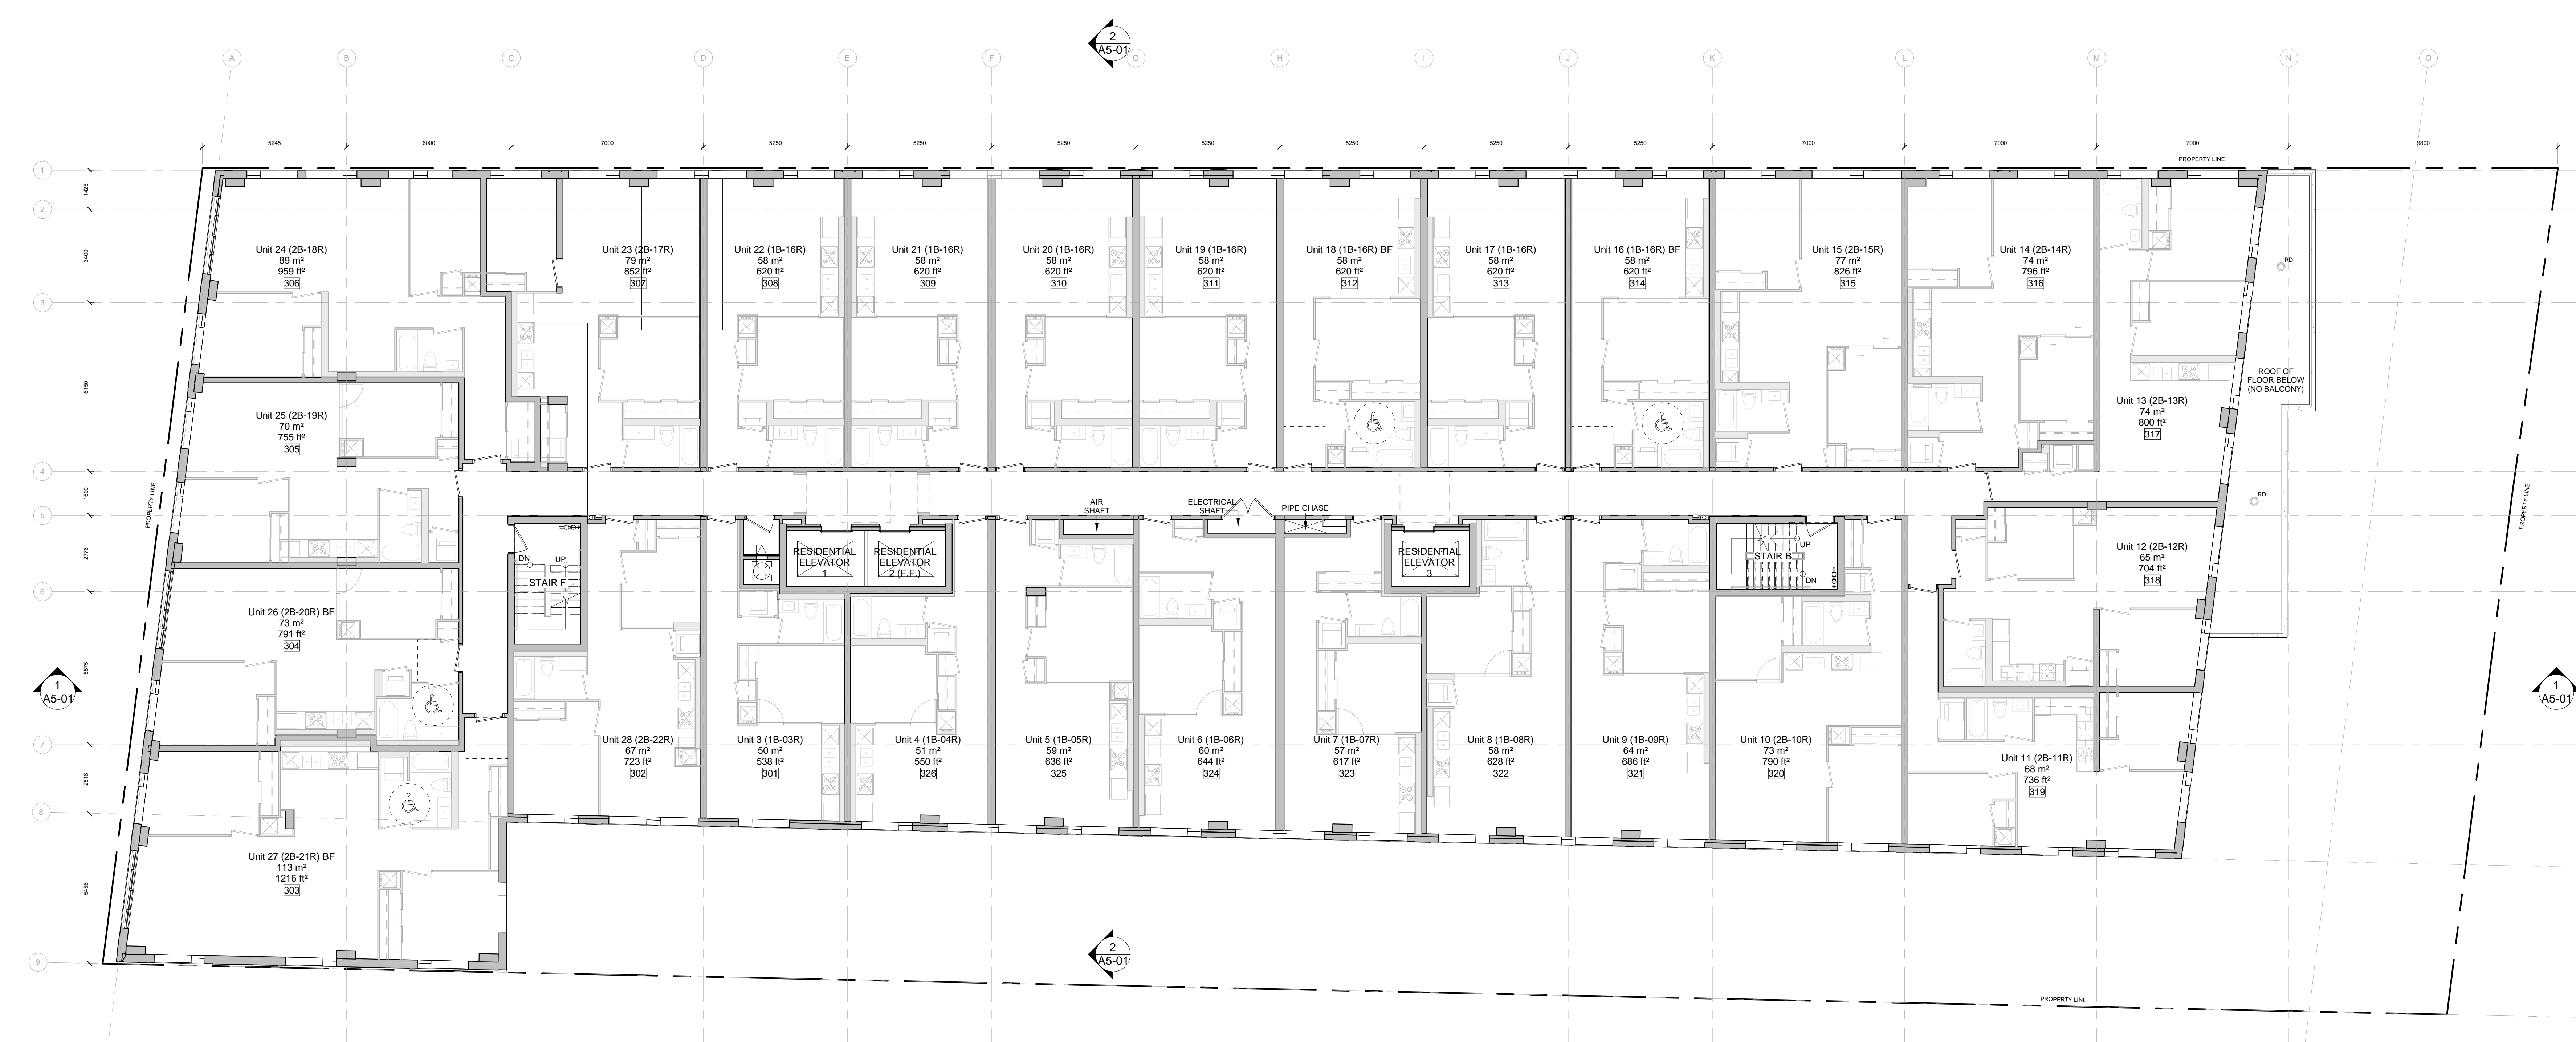 2
A5-01
A
B
C
D
E
F
G
H
I
J
K
L
M
N
O
5245
6000
7000
5250
5250
5250
5250
5250
5250
5250
7000
7000
7000
9800
PROPERTY LINE
1
2
3
4
5
6
7
8
9
1425
3400
6150
1600
2776
5575
2516
5456
Unit 24 (2B-18R)
89 m²
959 ft²
306
Unit 23 (2B-17R)
79 m²
852 ft²
307
Unit 22 (1B-16R)
58 m²
620 ft²
308
Unit 21 (1B-16R)
58 m²
620 ft²
309
Unit 20 (1B-16R)
58 m²
620 ft²
310
Unit 19 (1B-16R)
58 m²
620 ft²
311
Unit 18 (1B-16R) BF
58 m²
620 ft²
312
Unit 17 (1B-16R)
58 m²
620 ft²
313
Unit 16 (1B-16R) BF
58 m²
620 ft²
314
Unit 15 (2B-15R)
77 m²
826 ft²
315
Unit 14 (2B-14R)
74 m²
796 ft²
316
Unit 13 (2B-13R)
74 m²
800 ft²
317
RD
ROOF OF
FLOOR BELOW
(NO BALCONY)
RD
Unit 25 (2B-19R)
70 m²
755 ft²
305
PROPERTY LINE
PROPERTY LINE
AIR
SHAFT
ELECTRICAL
SHAFT
PIPE CHASE
DN
UP
STAIR F
RESIDENTIAL
ELEVATOR
1
RESIDENTIAL
ELEVATOR
2 (F.F.)
RESIDENTIAL
ELEVATOR
3
UP
STAIR B
DN
Unit 12 (2B-12R)
65 m²
704 ft²
318
Unit 26 (2B-20R) BF
73 m²
791 ft²
304
1
A5-01
1
A5-01
Unit 28 (2B-22R)
67 m²
723 ft²
302
Unit 3 (1B-03R)
50 m²
538 ft²
301
Unit 4 (1B-04R)
51 m²
550 ft²
326
Unit 5 (1B-05R)
59 m²
636 ft²
325
Unit 6 (1B-06R)
60 m²
644 ft²
324
Unit 7 (1B-07R)
57 m²
617 ft²
323
Unit 8 (1B-08R)
58 m²
628 ft²
322
Unit 9 (1B-09R)
64 m²
686 ft²
321
Unit 10 (2B-10R)
73 m²
790 ft²
320
Unit 11 (2B-11R)
68 m²
736 ft²
319
Unit 27 (2B-21R) BF
113 m²
1216 ft²
303
2
A5-01
PROPERTY LINE